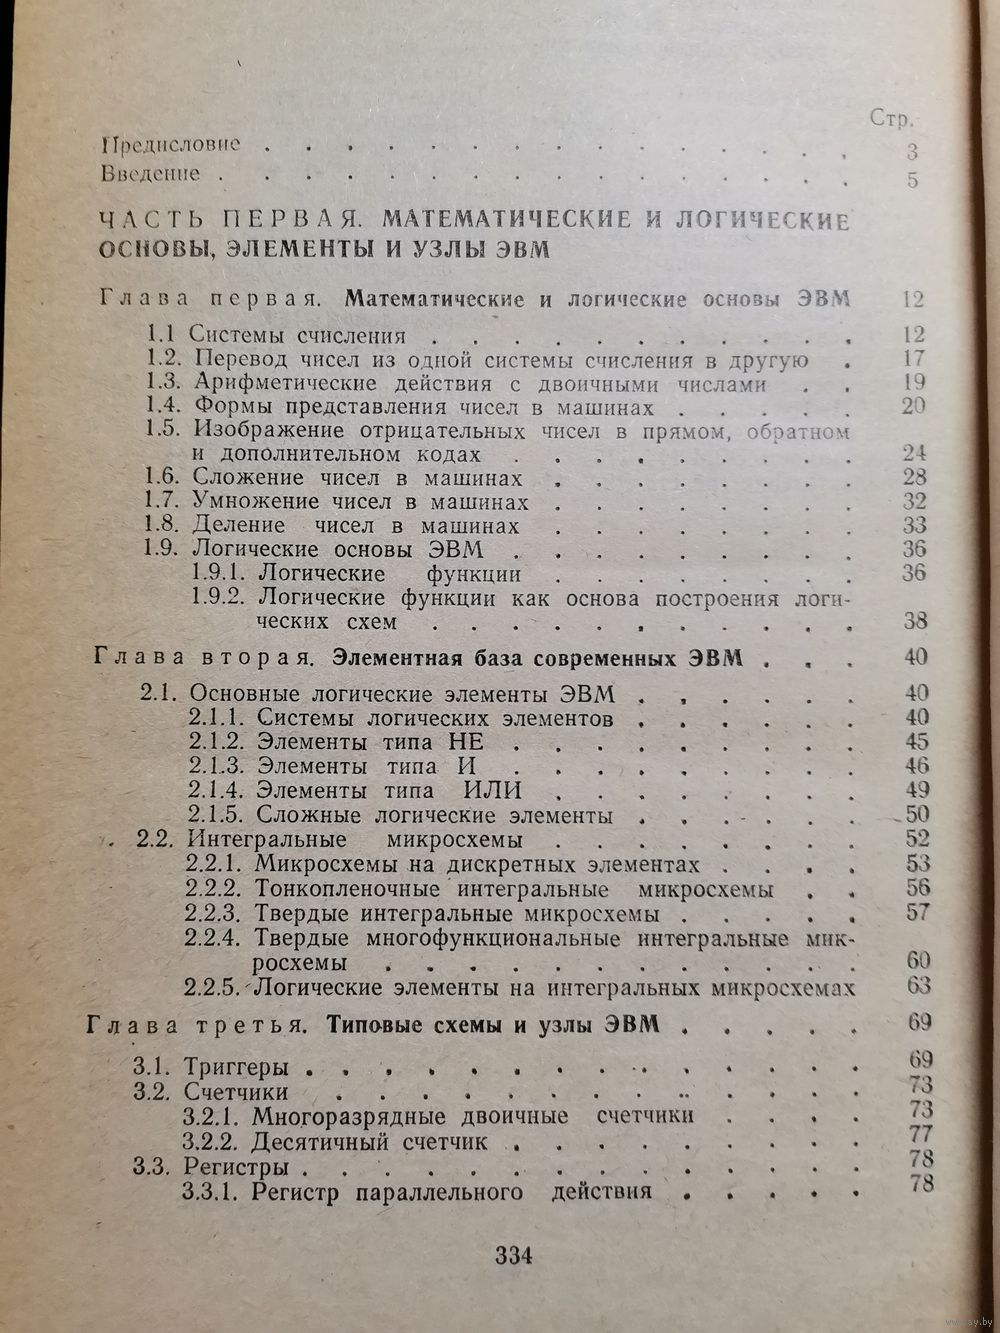 Стр.
Предисловие . . . . . . . . . . . . . . 3
Введение . . . . . . . . . . . . . . . 5
ЧАСТЬ ПЕРВАЯ. МАТЕМАТИЧЕСКИЕ И ЛОГИЧЕСКИЕ
ОСНОВЫ, ЭЛЕМЕНТЫ И УЗЛЫ ЭВМ
Глава первая. Математические и логические основы ЭВМ 12
1.1 Системы счисления . . . . . . . . . . . 12
1.2. Перевод чисел из одной системы счисления в другую . 17
1.3. Арифметические действия с двоичными числами . . 19
1.4. Формы представления чисел в машинах . . . . . 20
1.5. Изображение отрицательных чисел в прямом, обратном
и дополнительном кодах . . . . . . . . . 24
1.6. Сложение чисел в машинах . . . . . . . . 28
1.7. Умножение чисел в машинах . . . . . . . . 32
1.8. Деление чисел в машинах . . . . . . . . 33
1.9. Логические основы ЭВМ . . . . . . . . . 36
1.9.1. Логические функции . . . . . . . . 36
1.9.2. Логические функции как основа построения логи-
ческих схем . . . . . . . . . . . 38
Глава вторая. Элементная база современных ЭВМ . . . 40
2.1. Основные логические элементы ЭВМ . . . . . . 40
2.1.1. Системы логических элементов . . . . . . 40
2.1.2. Элементы типа НЕ . . . . . . . . . 45
2.1.3. Элементы типа И . . . . . . . . . 46
2.1.4. Элементы типа ИЛИ . . . . . . . . 49
2.1.5. Сложные логические элементы . . . . . . 50
2.2. Интегральные микросхемы . . . . . . . . 52
2.2.1. Микросхемы на дискретных элементах . . . . 53
2.2.2. Тонкопленочные интегральные микросхемы . . 56
2.2.3. Твердые интегральные микросхемы . . . . . 57
2.2.4. Твердые многофункциональные интегральные мик-
росхемы . . . . . . . . . . . . 60
2.2.5. Логические элементы на интегральных микросхемах 63
Глава третья. Типовые схемы и узлы ЭВМ . . . . . 69
3.1. Триггеры . . . . . . . . . . . . . . 69
3.2. Счетчики . . . . . . . . . . . . . 73
3.2.1. Многоразрядные двоичные счетчики . . . . 73
3.2.2. Десятичный счетчик . . . . . . . . . 77
3.3. Регистры . . . . . . . . . . . . . . 78
3.3.1. Регистр параллельного действия . . . . . 78
334